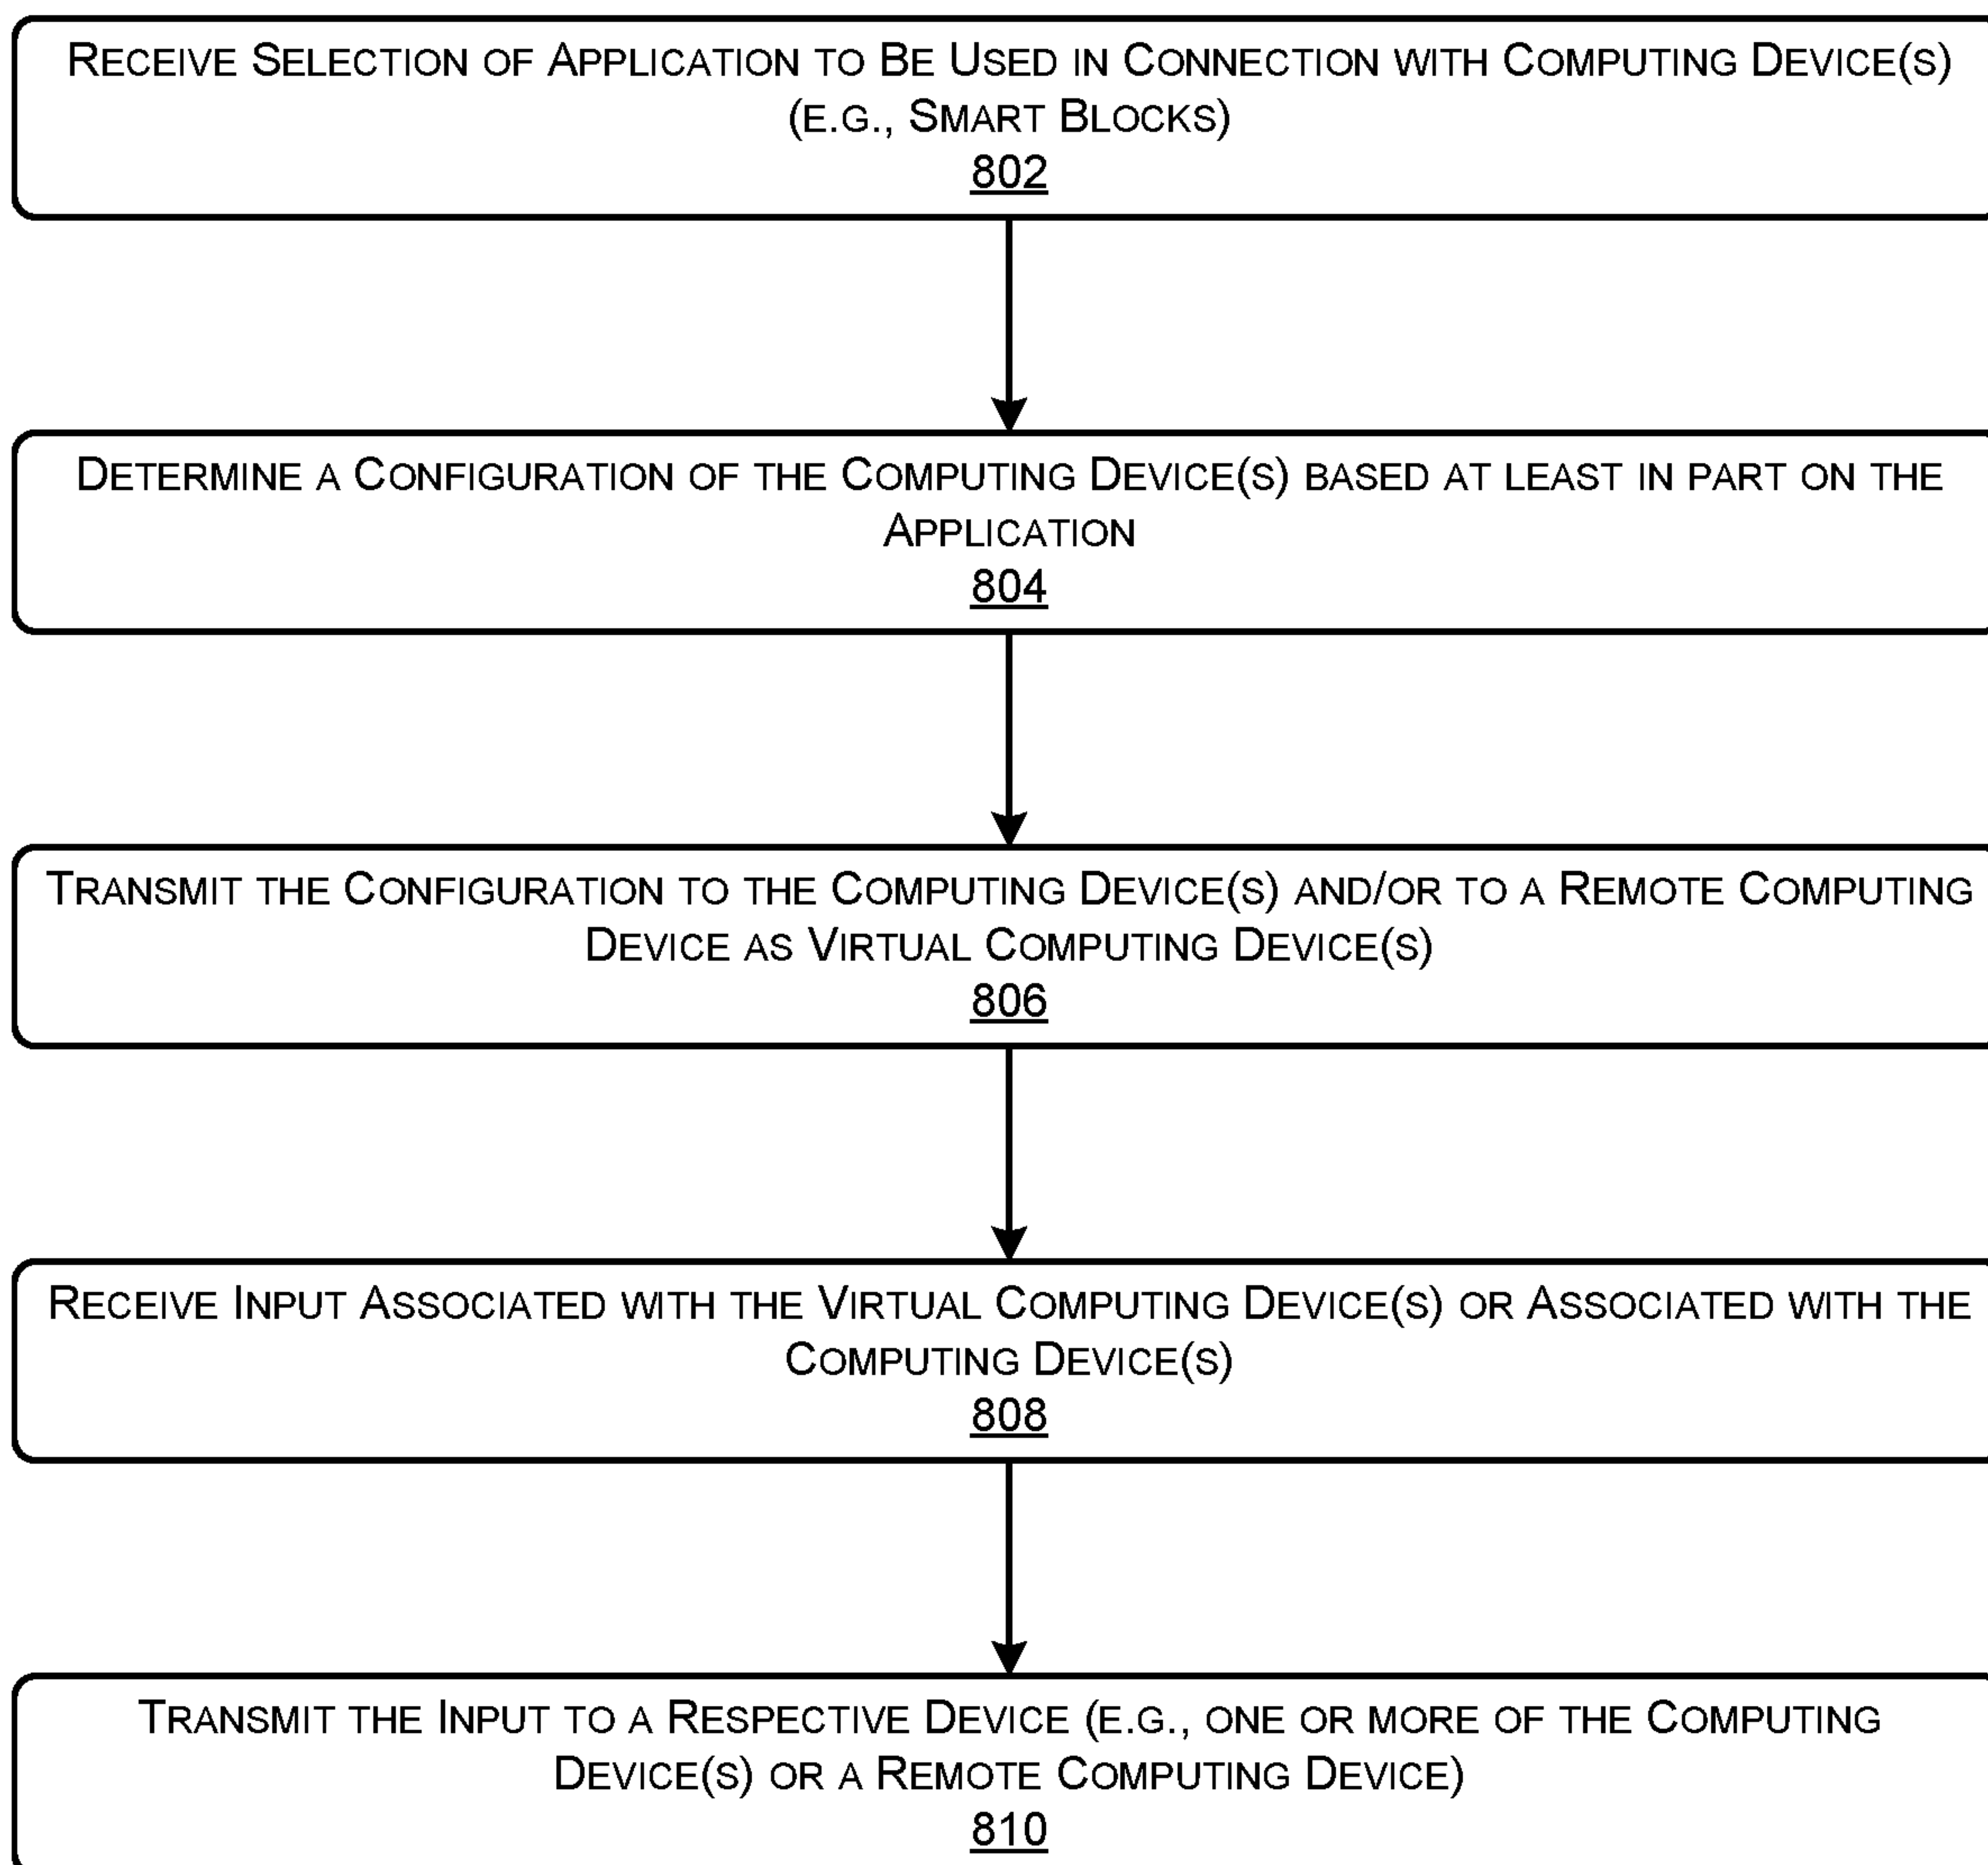 Receive Selection of Application to Be Used in Connection with Computing Device(s)
(e.g., Smart Blocks)
802
Determine a Configuration of the Computing Device(s) based at least in part on the
Application
804
Transmit the Configuration to the Computing Device(s) and/or to a Remote Computing
Device as Virtual Computing Device(s)
806
Receive Input Associated with the Virtual Computing Device(s) or Associated with the
Computing Device(s)
808
Transmit the Input to a Respective Device (e.g., one or more of the Computing
Device(s) or a Remote Computing Device)
810